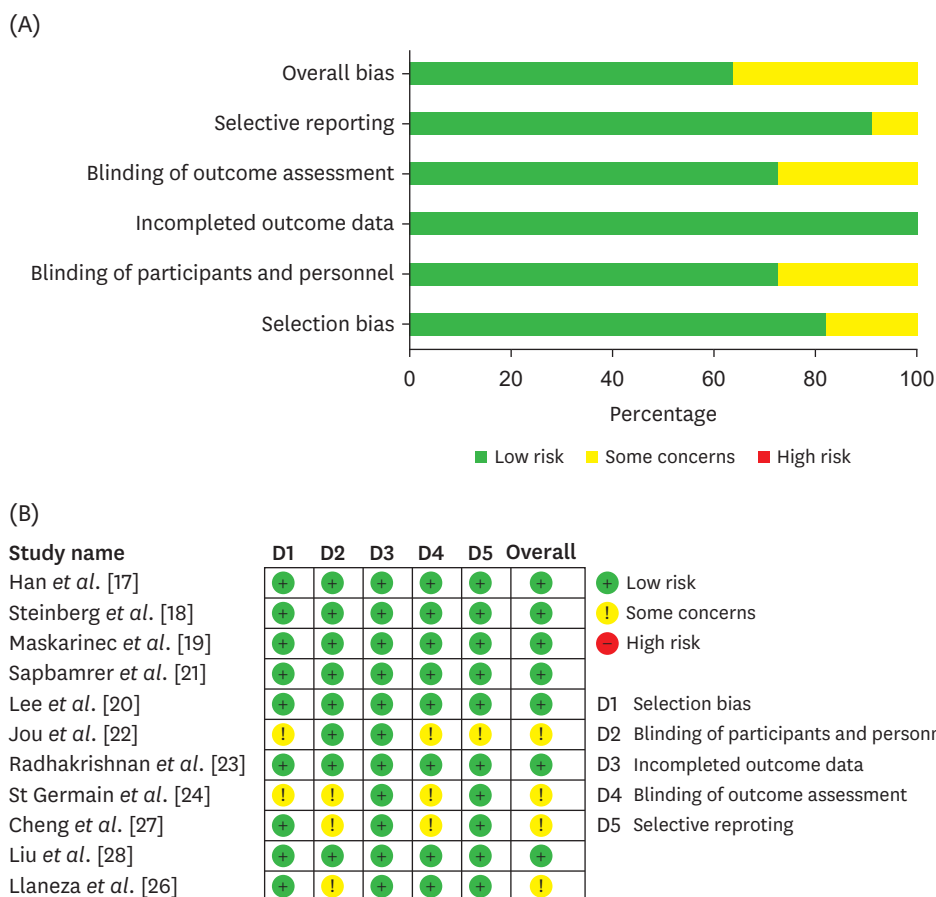 (A)
Overall bias
Selective reporting
Blinding of outcome assessment
Incompleted outcome data
Blinding of participants and personnel
Selection bias
0 20 40 60 80 100
Percentage
Low risk Some concerns High risk
(B)
Study name D1 D2 D3 D4 D5 Overall
Han et al. [17] + + + + + +
Steinberg et al. [18] + + + + + +
Maskarinec et al. [19] + + + + + +
Sapbamrer et al. [21] + + + + + +
Lee et al. [20] + + + + + +
Jou et al. [22] ! + + ! ! !
Radhakrishnan et al. [23] + + + + + +
St Germain et al. [24] ! ! + ! + !
Cheng et al. [27] + ! + ! + !
Liu et al. [28] + + + + + +
Llaneza et al. [26] + ! + + + !
+ Low risk
! Some concerns
− High risk
D1 Selection bias
D2 Blinding of participants and personn
D3 Incompleted outcome data
D4 Blinding of outcome assessment
D5 Selective reproting